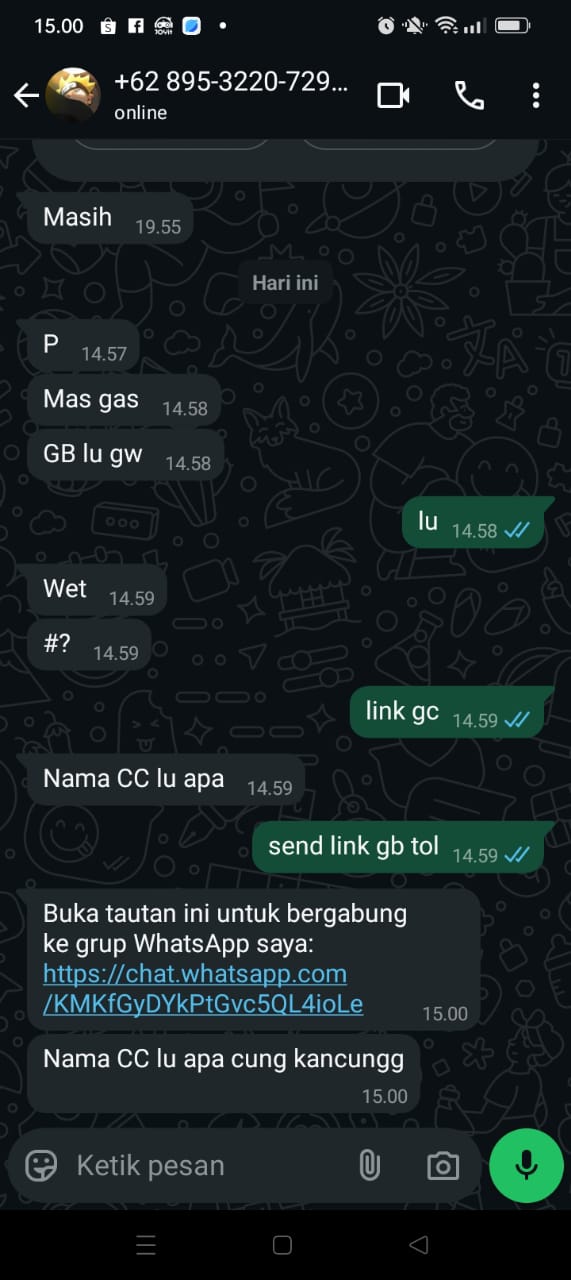 15.00
+62 895-3220-729...
online
Masih 19.55
Hari ini
P 14.57
Mas gas 14.58
GB lu gw 14.58
lu 14.58
Wet 14.59
#? 14.59
link gc 14.59
Nama CC lu apa 14.59
send link gb tol 14.59
Buka tautan ini untuk bergabung
ke grup WhatsApp saya:
https://chat.whatsapp.com
/KMKfGyDYkPtGvc5QL4ioLe 15.00
Nama CC lu apa cung kancungg
15.00
Ketik pesan